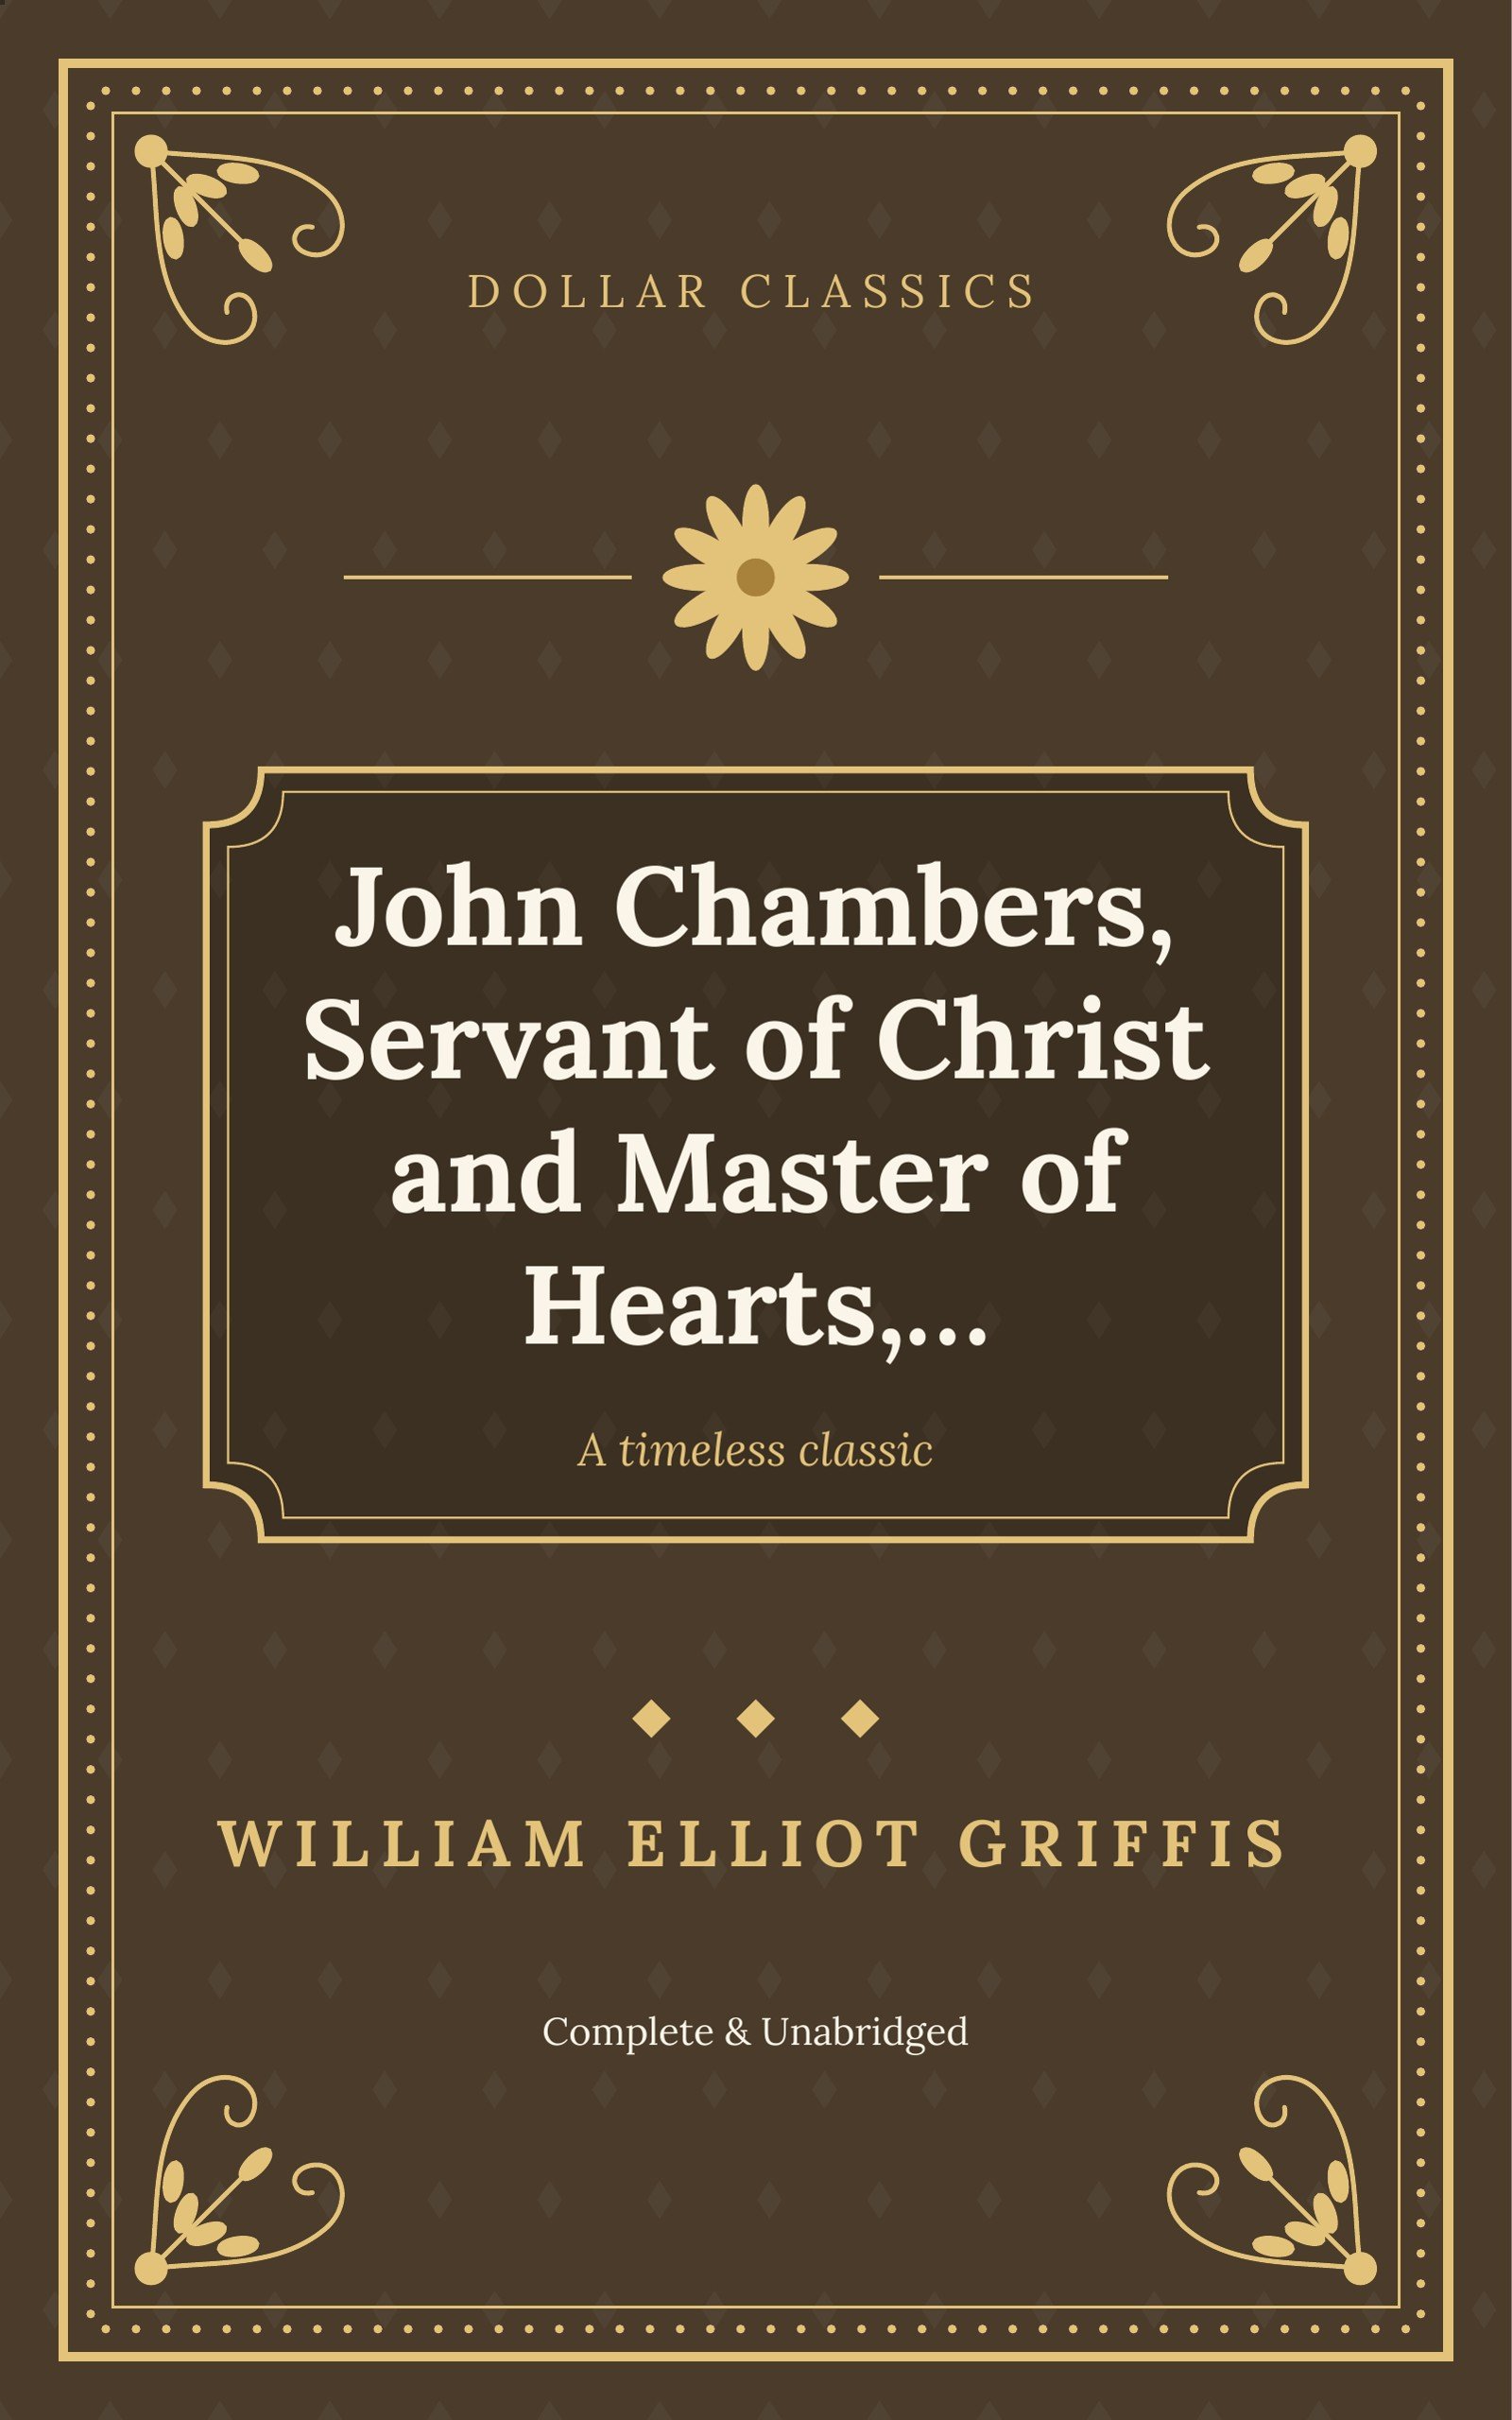 DOLLAR CLASSICS
John Chambers,
Servant of Christ
and Master of
Hearts,...
A timeless classic
WILLIAM ELLIOT GRIFFIS
Complete & Unabridged